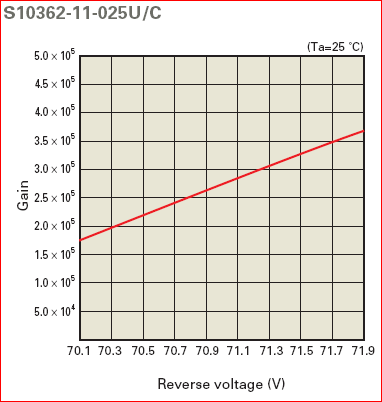 S10362-11-025U/C
(Ta=25 °C)
5.0 × 10⁵
4.5 × 10⁵
4.0 × 10⁵
3.5 × 10⁵
3.0 × 10⁵
2.5 × 10⁵
2.0 × 10⁵
1.5 × 10⁵
1.0 × 10⁵
5.0 × 10⁴
Gain
70.1 70.3 70.5 70.7 70.9 71.1 71.3 71.5 71.7 71.9
Reverse voltage (V)